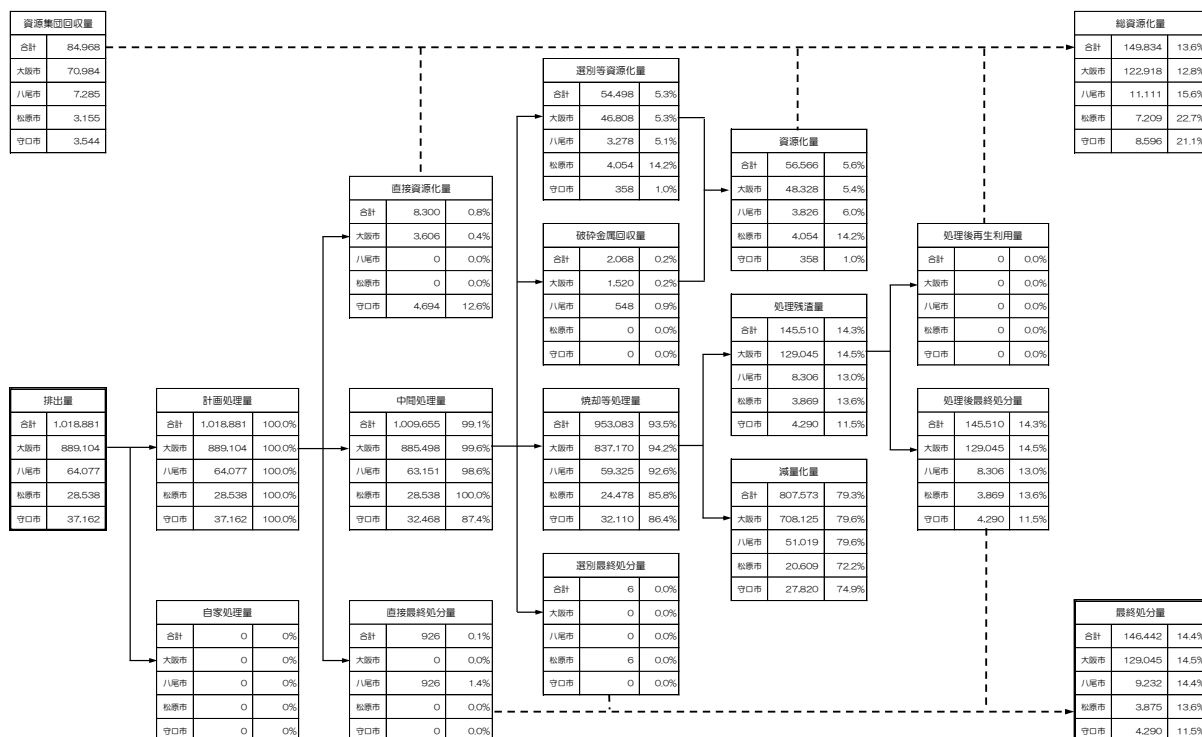 資源集団回収量
合計 84,968
大阪市 70,984
八尾市 7,285
松原市 3,155
守口市 3,544
総資源化量
合計 149,834 13.6%
大阪市 122,918 12.8%
八尾市 11,111 15.6%
松原市 7,209 22.7%
守口市 8,596 21.1%
選別等資源化量
合計 54,498 5.3%
大阪市 46,808 5.3%
八尾市 3,278 5.1%
松原市 4,054 14.2%
守口市 358 1.0%
資源化量
合計 56,566 5.6%
大阪市 48,328 5.4%
八尾市 3,826 6.0%
松原市 4,054 14.2%
守口市 358 1.0%
直接資源化量
合計 8,300 0.8%
大阪市 3,606 0.4%
八尾市 0 0.0%
松原市 0 0.0%
守口市 4,694 12.6%
破砕金属回収量
合計 2,068 0.2%
大阪市 1,520 0.2%
八尾市 548 0.9%
松原市 0 0.0%
守口市 0 0.0%
処理後再生利用量
合計 0 0.0%
大阪市 0 0.0%
八尾市 0 0.0%
松原市 0 0.0%
守口市 0 0.0%
処理残渣量
合計 145,510 14.3%
大阪市 129,045 14.5%
八尾市 8,306 13.0%
松原市 3,869 13.6%
守口市 4,290 11.5%
排出量
合計 1,018,881
大阪市 889,104
八尾市 64,077
松原市 28,538
守口市 37,162
計画処理量
合計 1,018,881 100.0%
大阪市 889,104 100.0%
八尾市 64,077 100.0%
松原市 28,538 100.0%
守口市 37,162 100.0%
中間処理量
合計 1,009,655 99.1%
大阪市 885,498 99.6%
八尾市 63,151 98.6%
松原市 28,538 100.0%
守口市 32,468 87.4%
焼却等処理量
合計 953,083 93.5%
大阪市 837,170 94.2%
八尾市 59,325 92.6%
松原市 24,478 85.8%
守口市 32,110 86.4%
処理後最終処分量
合計 145,510 14.3%
大阪市 129,045 14.5%
八尾市 8,306 13.0%
松原市 3,869 13.6%
守口市 4,290 11.5%
減量化量
合計 807,573 79.3%
大阪市 708,125 79.6%
八尾市 51,019 79.6%
松原市 20,609 72.2%
守口市 27,820 74.9%
選別最終処分量
合計 6 0.0%
大阪市 0 0.0%
八尾市 0 0.0%
松原市 6 0.0%
守口市 0 0.0%
自家処理量
合計 0 0%
大阪市 0 0%
八尾市 0 0%
松原市 0 0%
守口市 0 0%
直接最終処分量
合計 926 0.1%
大阪市 0 0.0%
八尾市 926 1.4%
松原市 0 0.0%
守口市 0 0.0%
最終処分量
合計 146,442 14.4%
大阪市 129,045 14.5%
八尾市 9,232 14.4%
松原市 3,875 13.6%
守口市 4,290 11.5%